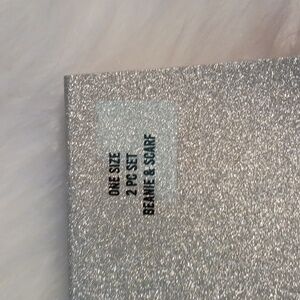 ONE SIZE
2 PC SET
BEANIE & SCARF